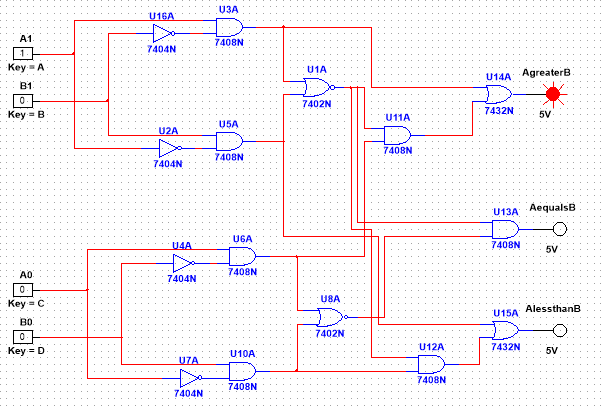 U3A
U16A
7408N
7404N
A1
1
Key = A
B1
0
Key = B
U1A
7402N
U14A
7432N
AgreaterB
5V
U5A
U2A
7408N
7404N
U11A
7408N
U13A
7408N
AequalsB
5V
U6A
U4A
7408N
7404N
A0
0
Key = C
B0
0
Key = D
U8A
7402N
U15A
7432N
AlessthanB
5V
U10A
U7A
7408N
7404N
U12A
7408N